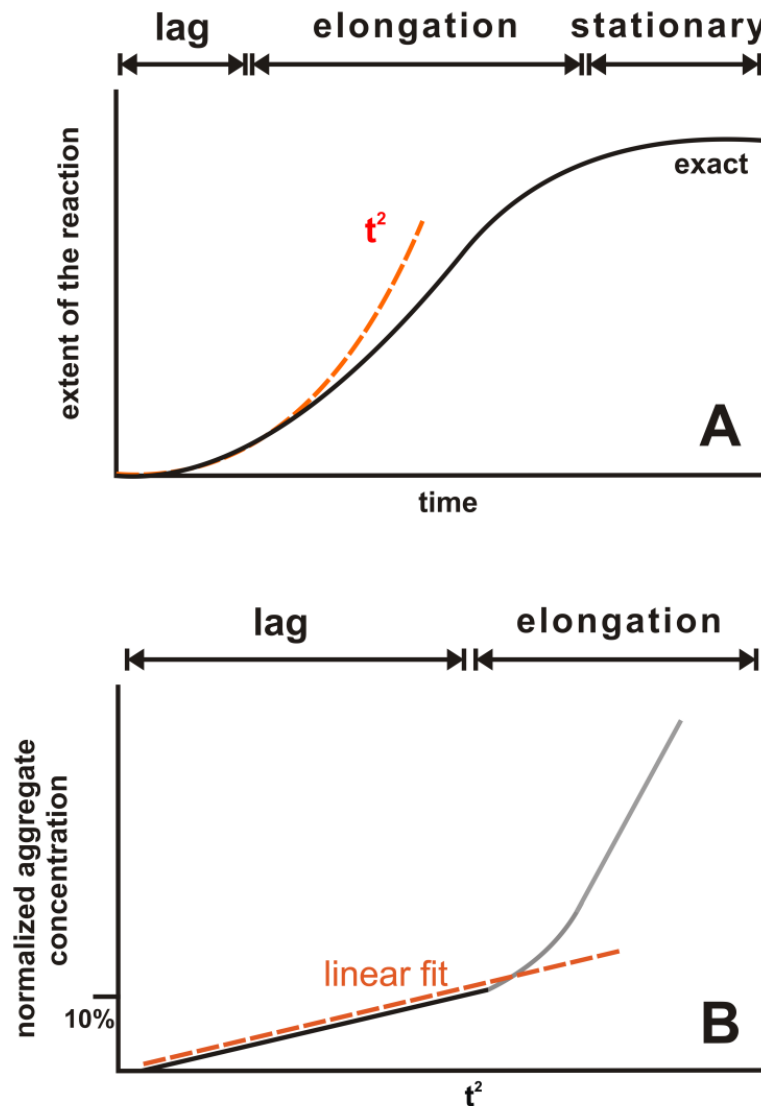 lag elongation stationary
extent of the reaction
t²
exact
A
time
lag elongation
normalized aggregate
concentration
linear fit
10%
B
t²